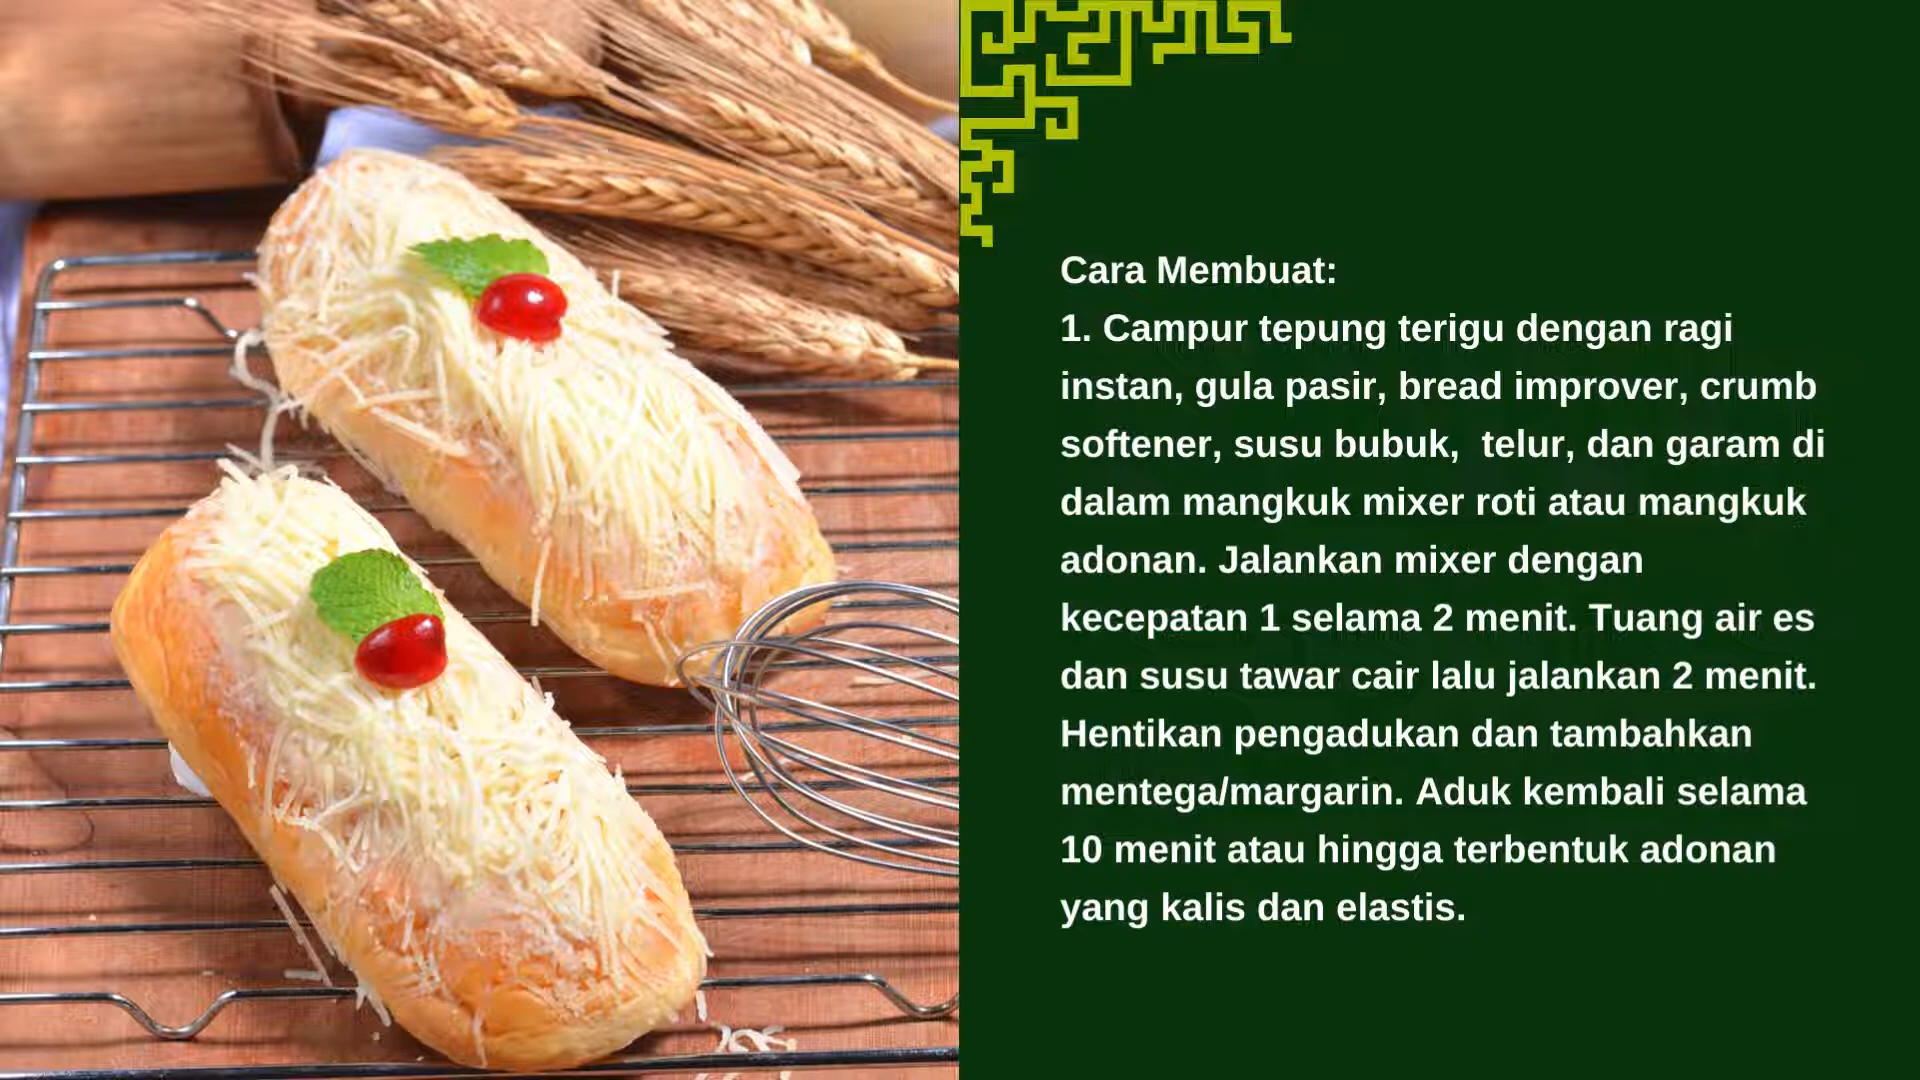 Cara Membuat:
1. Campur tepung terigu dengan ragi
instan, gula pasir, bread improver, crumb
softener, susu bubuk,  telur, dan garam di
dalam mangkuk mixer roti atau mangkuk
adonan. Jalankan mixer dengan
kecepatan 1 selama 2 menit. Tuang air es
dan susu tawar cair lalu jalankan 2 menit.
Hentikan pengadukan dan tambahkan
mentega/margarin. Aduk kembali selama
10 menit atau hingga terbentuk adonan
yang kalis dan elastis.